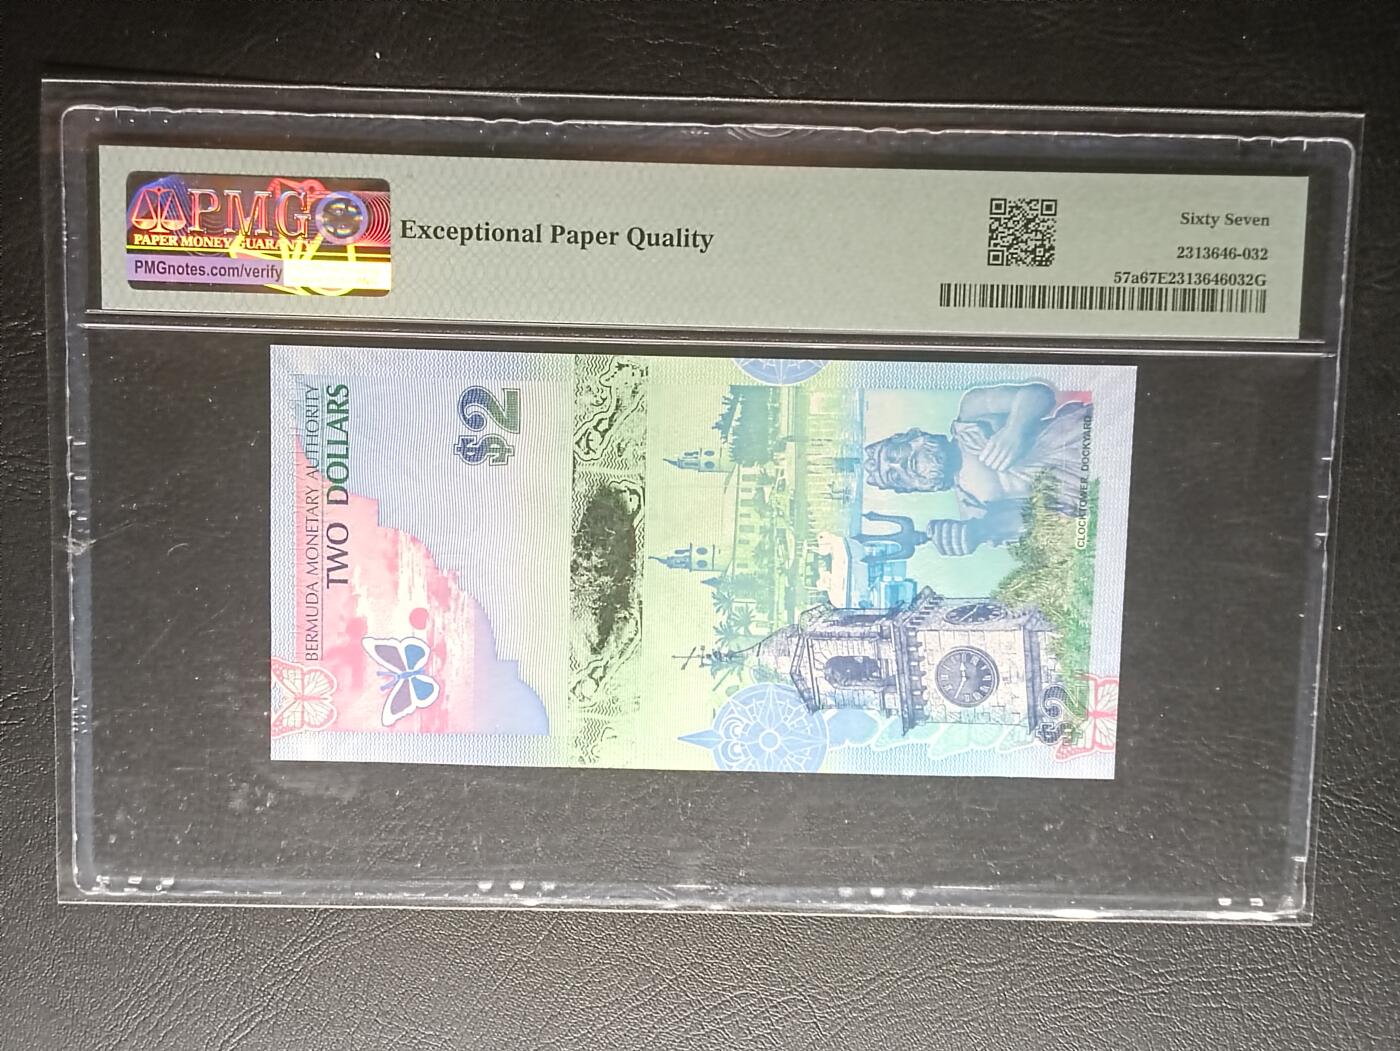 PMG
PAPER MONEY GUARANTY
PMGnotes.com/verify
Exceptional Paper Quality
Sixty Seven
2313646-032
57a67E2313646032G
BERMUDA MONETARY AUTHORITY
TWO DOLLARS
$2
CLOCKTOWER, DOCKYARD
$2